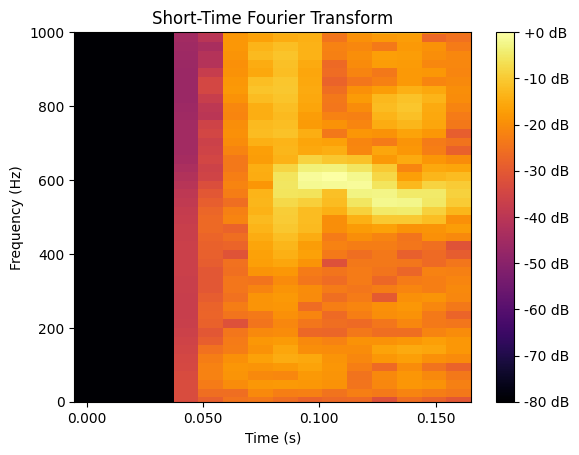 Short-Time Fourier Transform
1000
800
600
400
200
0
Frequency (Hz)
0.000
0.050
0.100
0.150
Time (s)
+0 dB
-10 dB
-20 dB
-30 dB
-40 dB
-50 dB
-60 dB
-70 dB
-80 dB